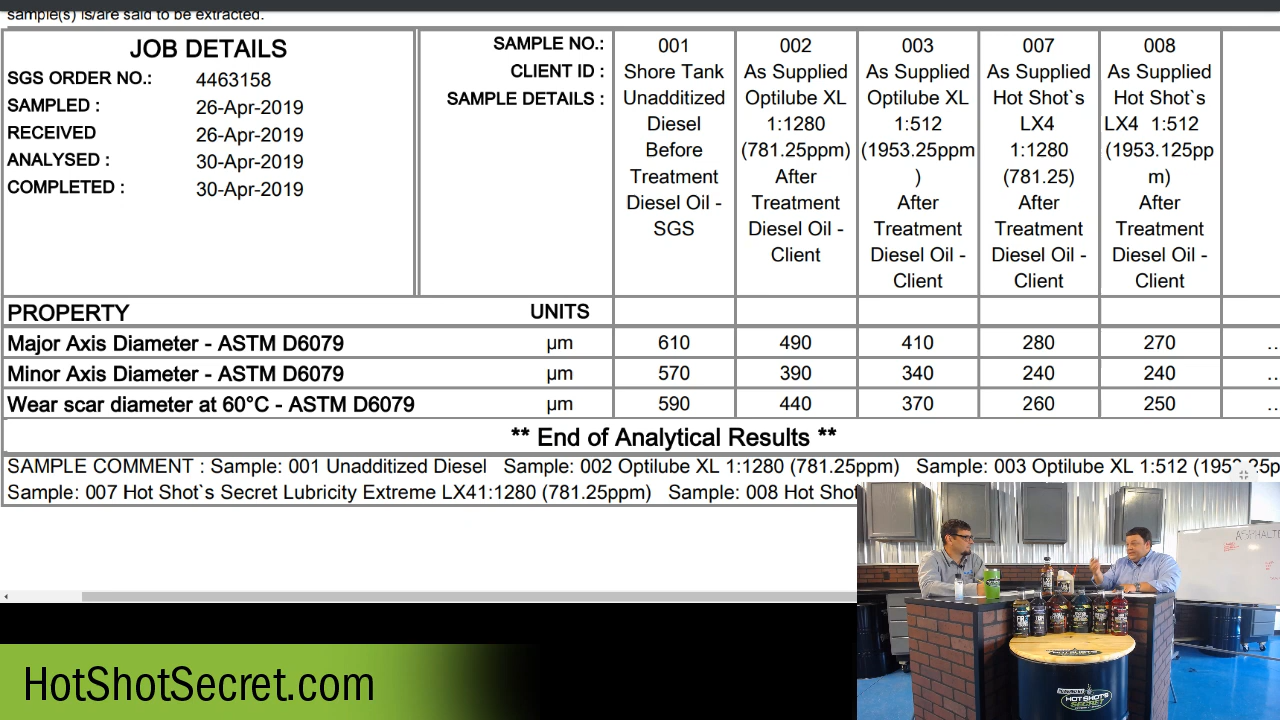 sample(s) is/are said to be extracted.
JOB DETAILS
SGS ORDER NO.: 4463158
SAMPLED : 26-Apr-2019
RECEIVED 26-Apr-2019
ANALYSED : 30-Apr-2019
COMPLETED : 30-Apr-2019
SAMPLE NO.:
CLIENT ID :
SAMPLE DETAILS :
001
Shore Tank
Unadditized
Diesel
Before
Treatment
Diesel Oil -
SGS
002
As Supplied
Optilube XL
1:1280
(781.25ppm)
After
Treatment
Diesel Oil -
Client
003
As Supplied
Optilube XL
1:512
(1953.25ppm
)
After
Treatment
Diesel Oil -
Client
007
As Supplied
Hot Shot`s
LX4
1:1280
(781.25)
After
Treatment
Diesel Oil -
Client
008
As Supplied
Hot Shot`s
LX4 1:512
(1953.125pp
m)
After
Treatment
Diesel Oil -
Client
PROPERTY UNITS
Major Axis Diameter - ASTM D6079 µm 610 490 410 280 270 ..
Minor Axis Diameter - ASTM D6079 µm 570 390 340 240 240 ..
Wear scar diameter at 60°C - ASTM D6079 µm 590 440 370 260 250 ..
** End of Analytical Results **
SAMPLE COMMENT : Sample: 001 Unadditized Diesel Sample: 002 Optilube XL 1:1280 (781.25ppm) Sample: 003 Optilube XL 1:512
Sample: 007 Hot Shot`s Secret Lubricity Extreme LX41:1280 (781.25ppm) Sample: 008 Hot Shot
HotShotSecret.com
HOT SHOT'S
SECRET